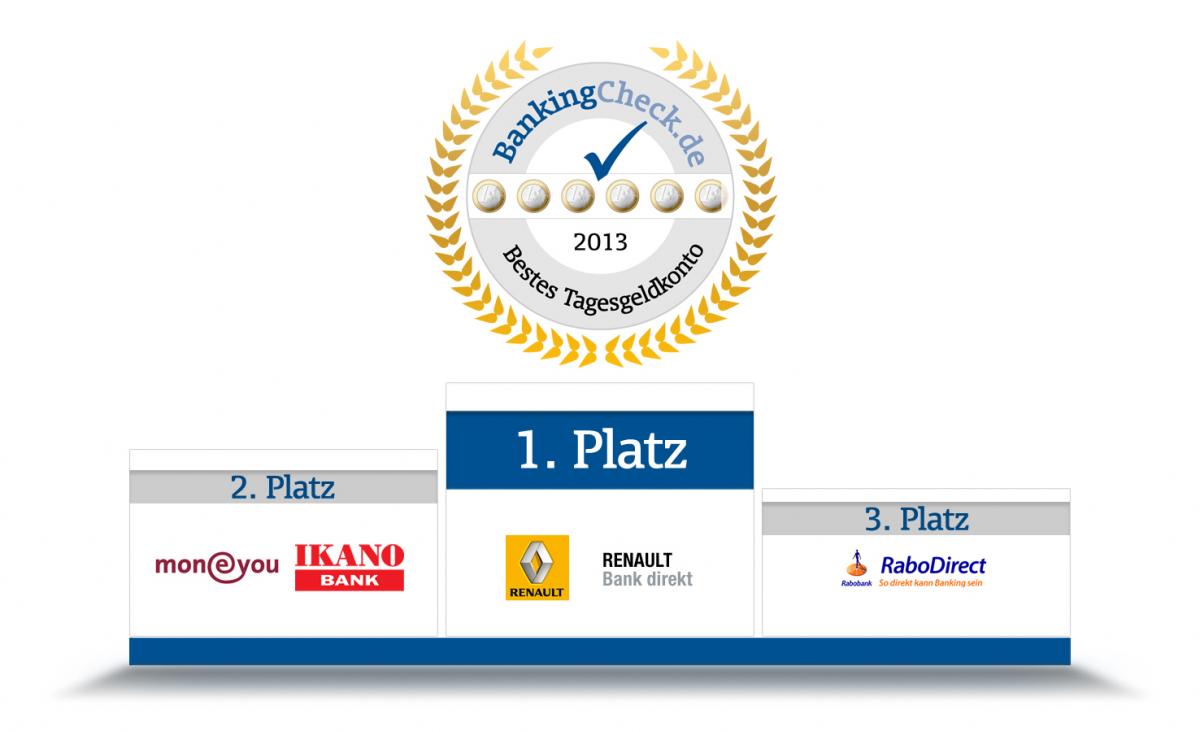 BankingCheck.de
2013
Bestes Tagesgeldkonto
1. Platz
2. Platz
3. Platz
moneyou
IKANO
BANK
RENAULT
RENAULT
Bank direkt
Rabobank
RaboDirect
So direkt kann Banking sein